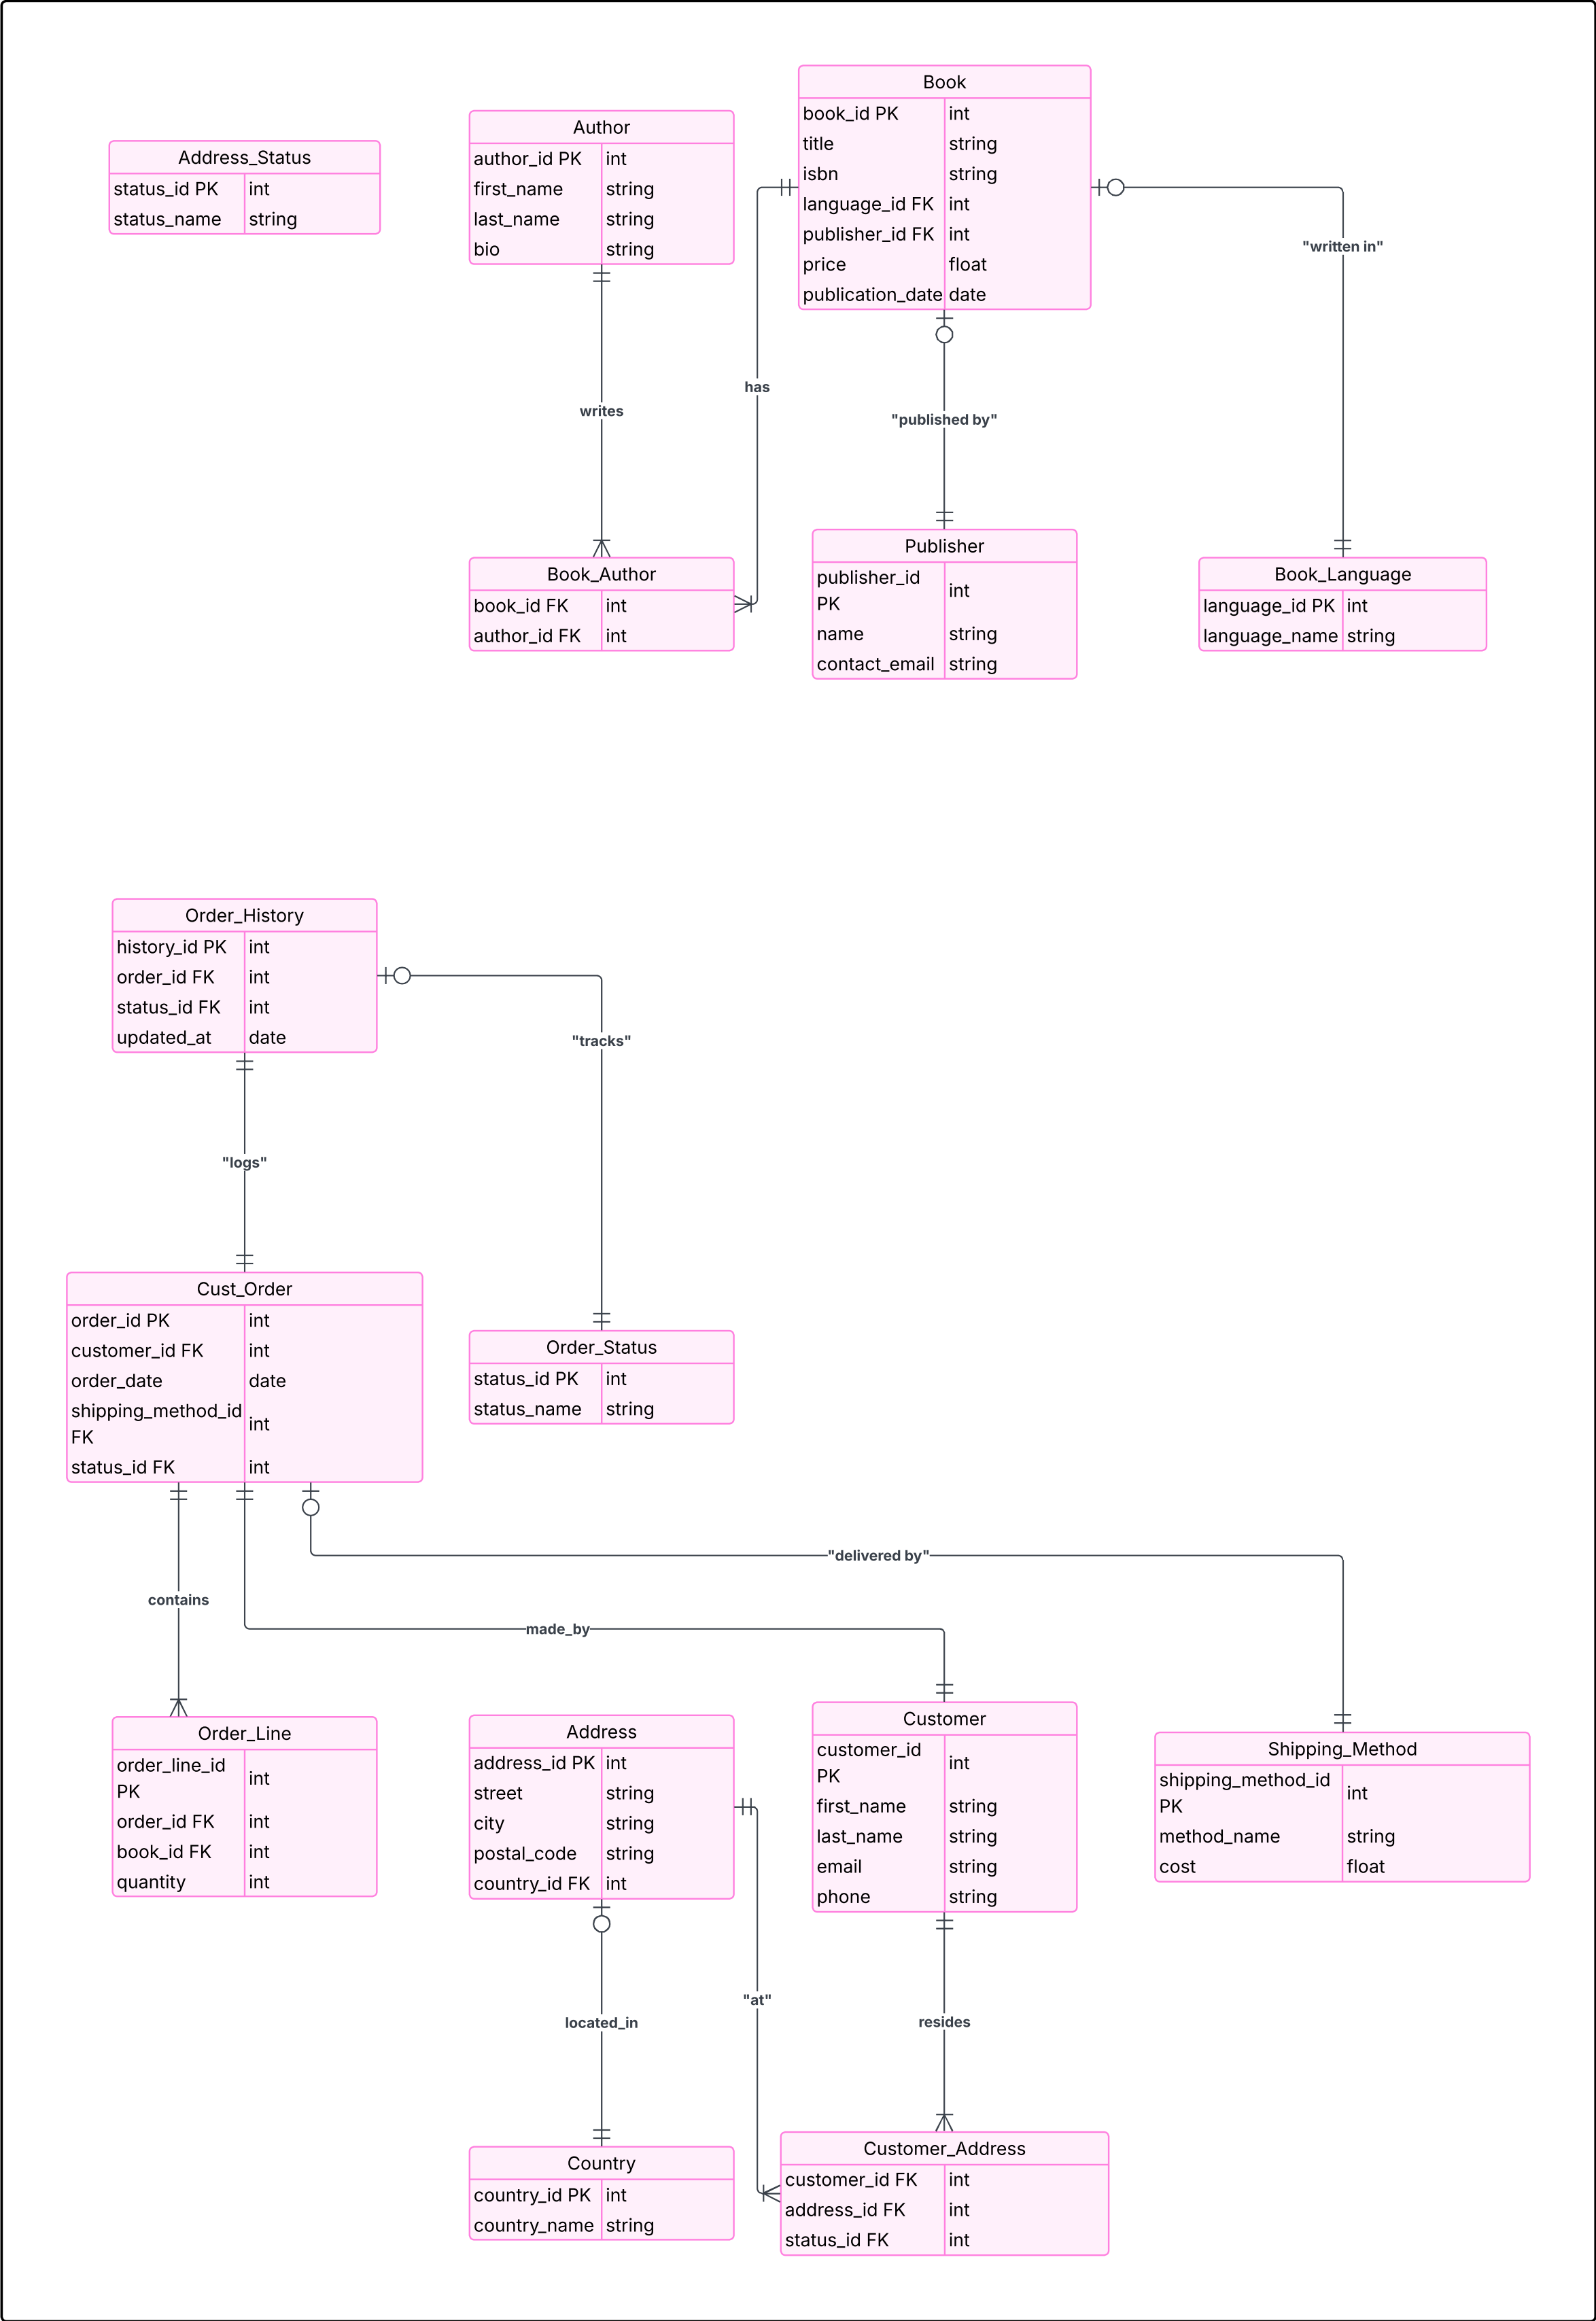 Address_Status
status_id PK int
status_name string
Author
author_id PK int
first_name string
last_name string
bio string
Book
book_id PK int
title string
isbn string
language_id FK int
publisher_id FK int
price float
publication_date date
"written in"
has
writes
"published by"
Book_Author
book_id FK int
author_id FK int
Publisher
publisher_id
PK
int
name string
contact_email string
Book_Language
language_id PK int
language_name string
Order_History
history_id PK int
order_id FK int
status_id FK int
updated_at date
"tracks"
"logs"
Cust_Order
order_id PK int
customer_id FK int
order_date date
shipping_method_id
FK
int
status_id FK int
Order_Status
status_id PK int
status_name string
"delivered by"
contains
made_by
Order_Line
order_line_id
PK
int
order_id FK int
book_id FK int
quantity int
Address
address_id PK int
street string
city string
postal_code string
country_id FK int
Customer
customer_id
PK
int
first_name string
last_name string
email string
phone string
Shipping_Method
shipping_method_id
PK
int
method_name string
cost float
"at"
located_in
resides
Country
country_id PK int
country_name string
Customer_Address
customer_id FK int
address_id FK int
status_id FK int